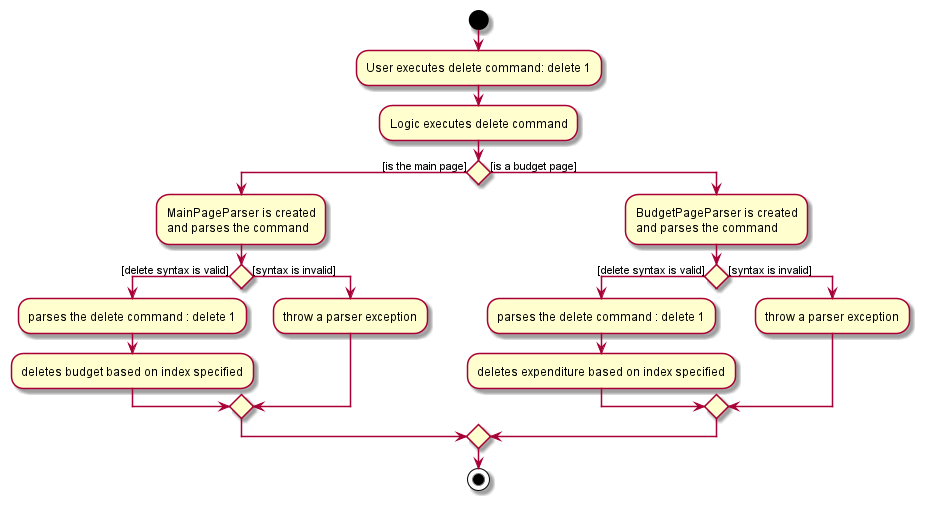 User executes delete command: delete 1
Logic executes delete command
[is the main page]
[is a budget page]
MainPageParser is created
and parses the command
BudgetPageParser is created
and parses the command
[delete syntax is valid]
[syntax is invalid]
[delete syntax is valid]
[syntax is invalid]
parses the delete command : delete 1
throw a parser exception
parses the delete command : delete 1
throw a parser exception
deletes budget based on index specified
deletes expenditure based on index specified